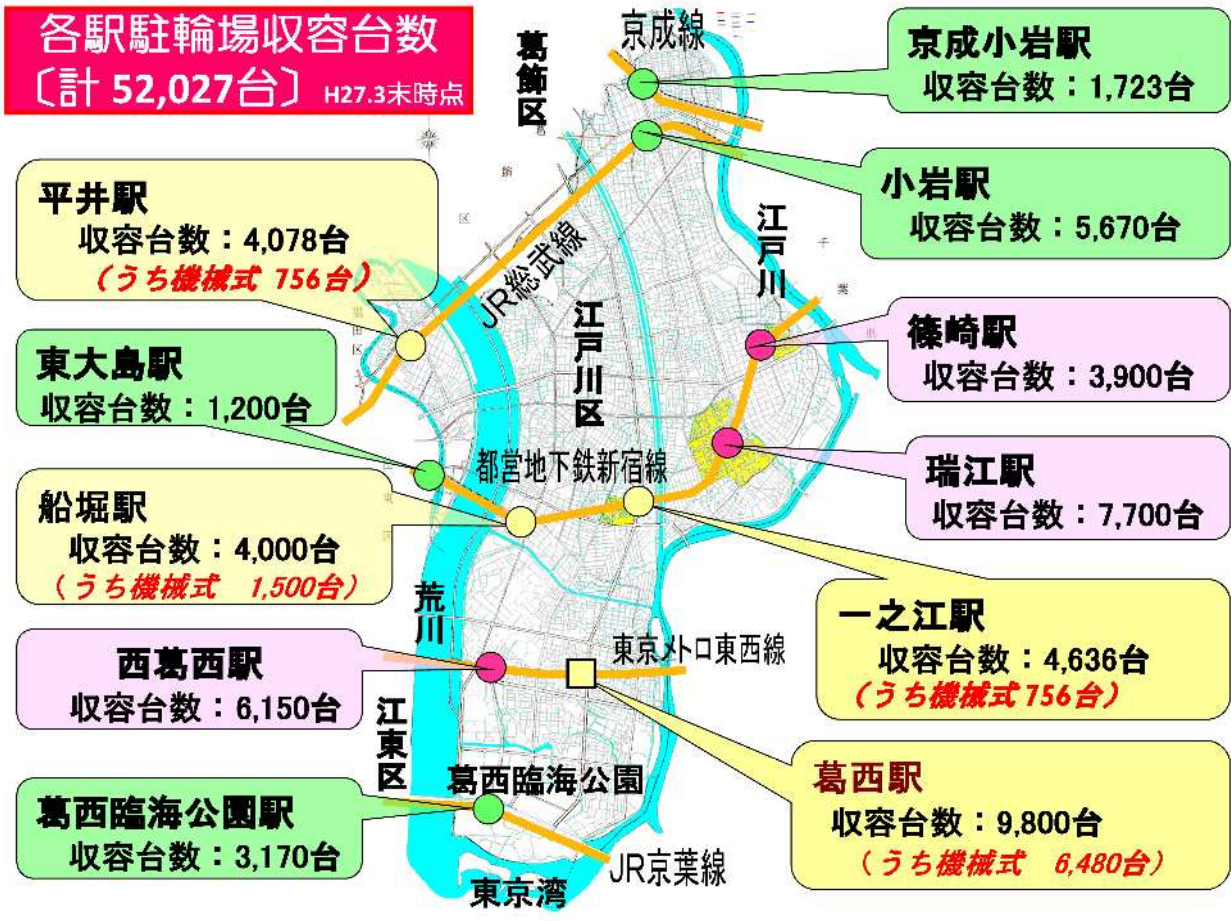 各駅駐輪場収容台数
〔計 52,027台〕 H27.3末時点
京成線
葛飾区
京成小岩駅
収容台数：1,723台
小岩駅
収容台数：5,670台
平井駅
収容台数：4,078台
（うち機械式 756台）
JR総武線
江戸川
江戸川区
千
葉
県
篠崎駅
収容台数：3,900台
東大島駅
収容台数：1,200台
都営地下鉄新宿線
瑞江駅
収容台数：7,700台
船堀駅
収容台数：4,000台
（うち機械式 1,500台）
荒川
一之江駅
収容台数：4,636台
（うち機械式 756台）
西葛西駅
収容台数：6,150台
東京メトロ東西線
江東区
葛西駅
収容台数：9,800台
（うち機械式 6,480台）
葛西臨海公園
葛西臨海公園駅
収容台数：3,170台
JR京葉線
東京湾